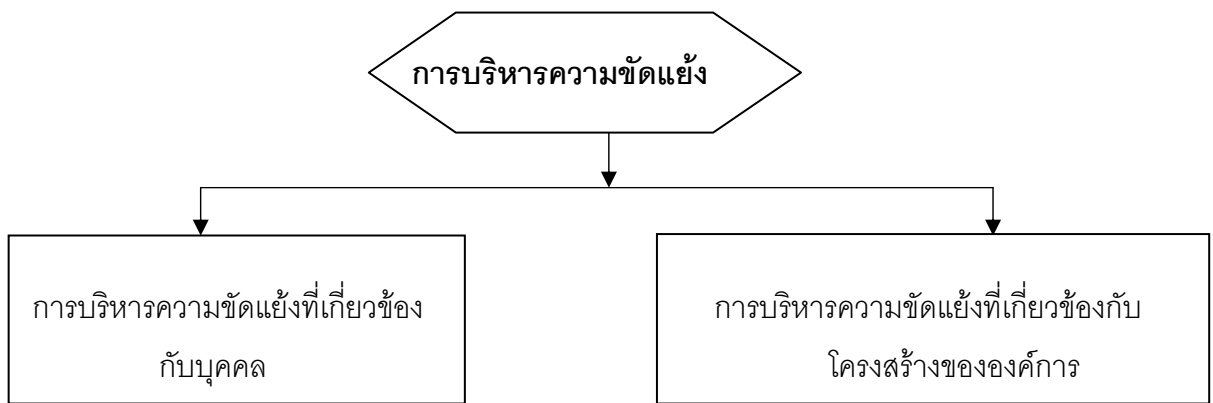 การบริหารความขัดแย้ง
การบริหารความขัดแย้งที่เกี่ยวข้อง
กับบุคคล
การบริหารความขัดแย้งที่เกี่ยวข้องกับ
โครงสร้างขององค์การ